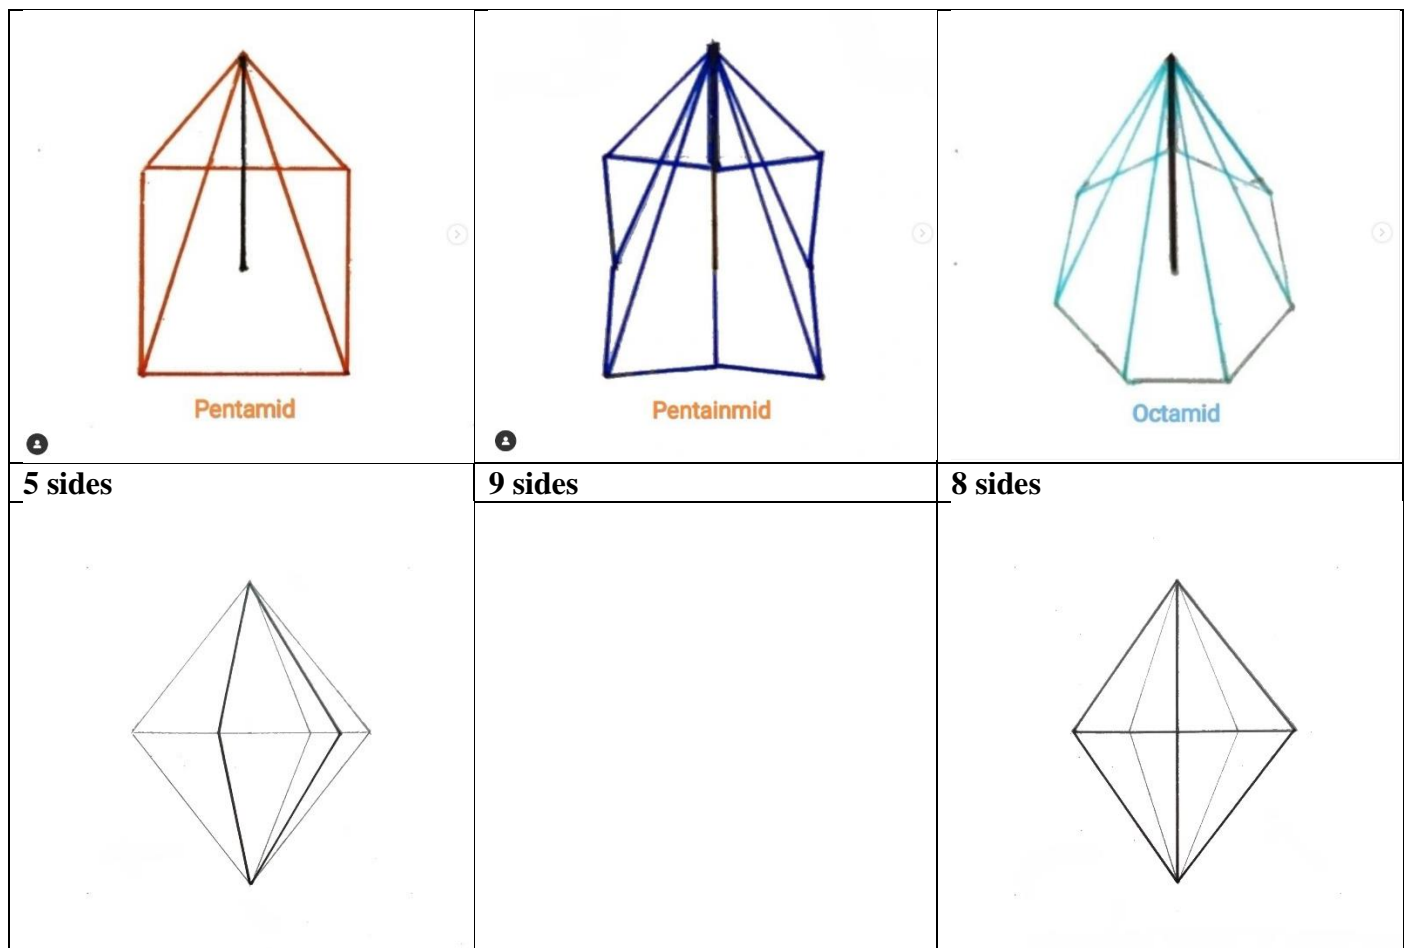 Pentamid
Pentainmid
Octamid
5 sides
9 sides
8 sides